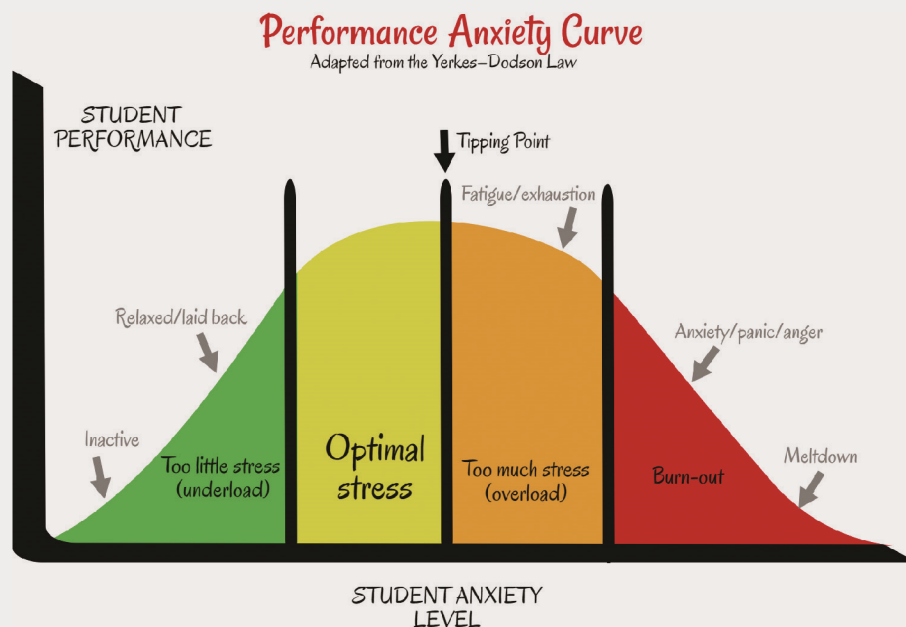 Performance Anxiety Curve
Adapted from the Yerkes–Dodson Law
STUDENT
PERFORMANCE
Tipping Point
Fatigue/exhaustion
Relaxed/laid back
Anxiety/panic/anger
Inactive
Too little stress
(underload)
Optimal
stress
Too much stress
(overload)
Burn-out
Meltdown
STUDENT ANXIETY
LEVEL